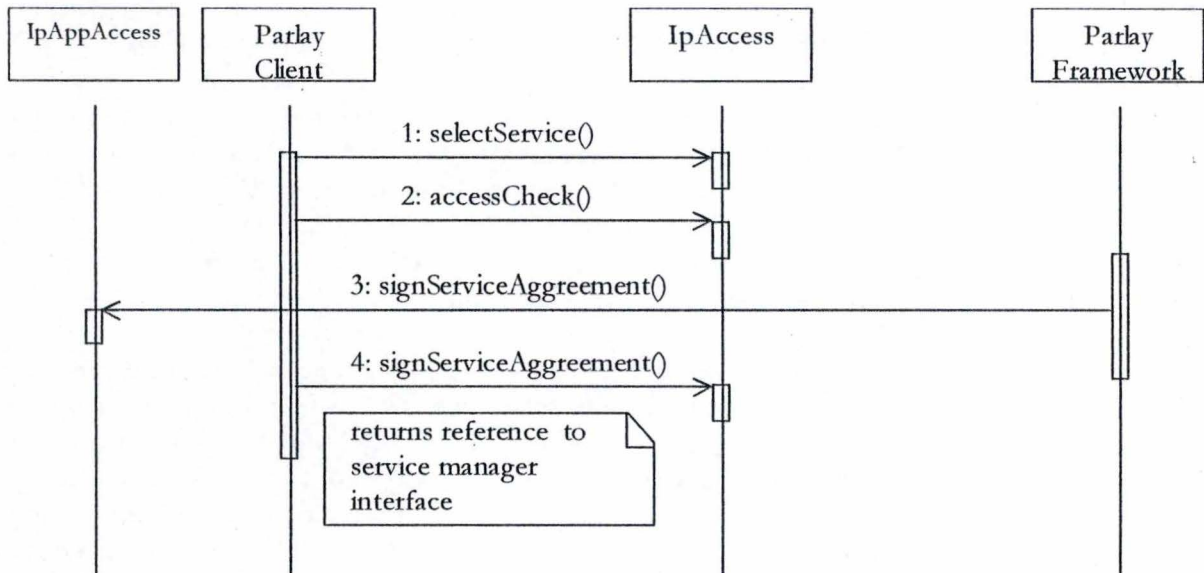 IpAppAccess
Parlay
Client
IpAccess
Parlay
Framework
1: selectService()
2: accessCheck()
3: signServiceAggreement()
4: signServiceAggreement()
returns reference to
service manager
interface